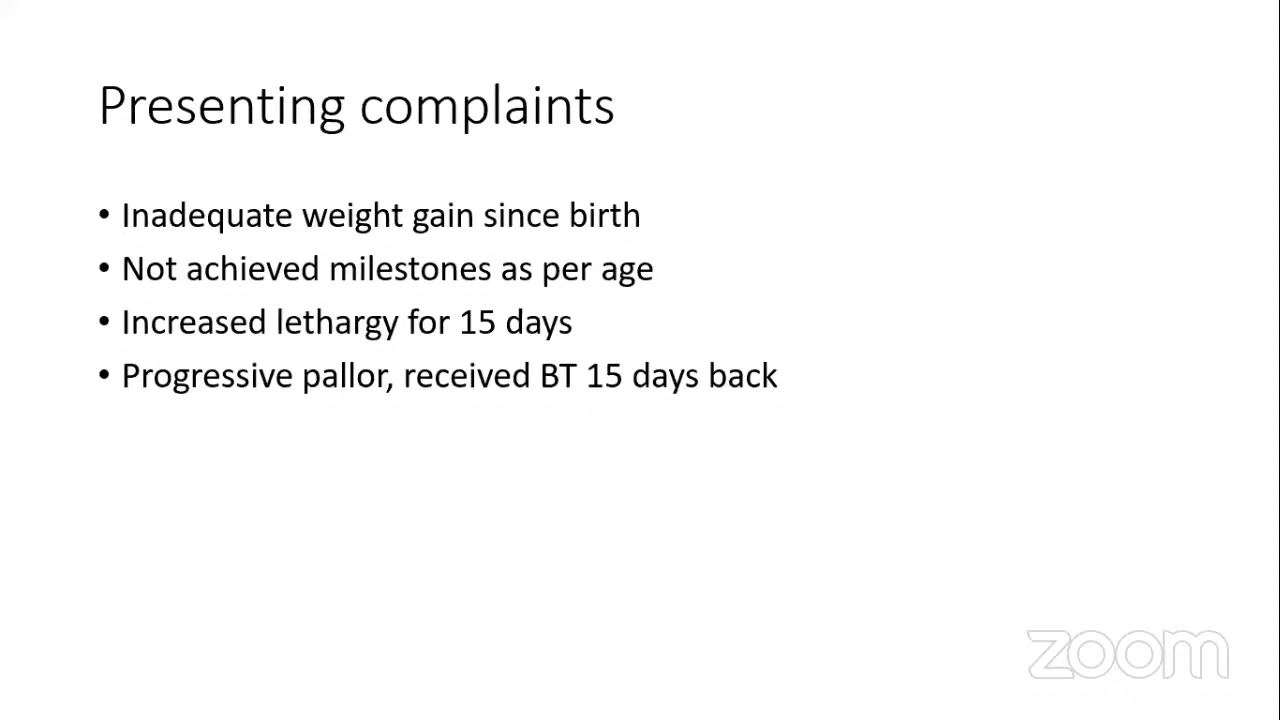 Presenting complaints
• Inadequate weight gain since birth
• Not achieved milestones as per age
• Increased lethargy for 15 days
• Progressive pallor, received BT 15 days back
zoom